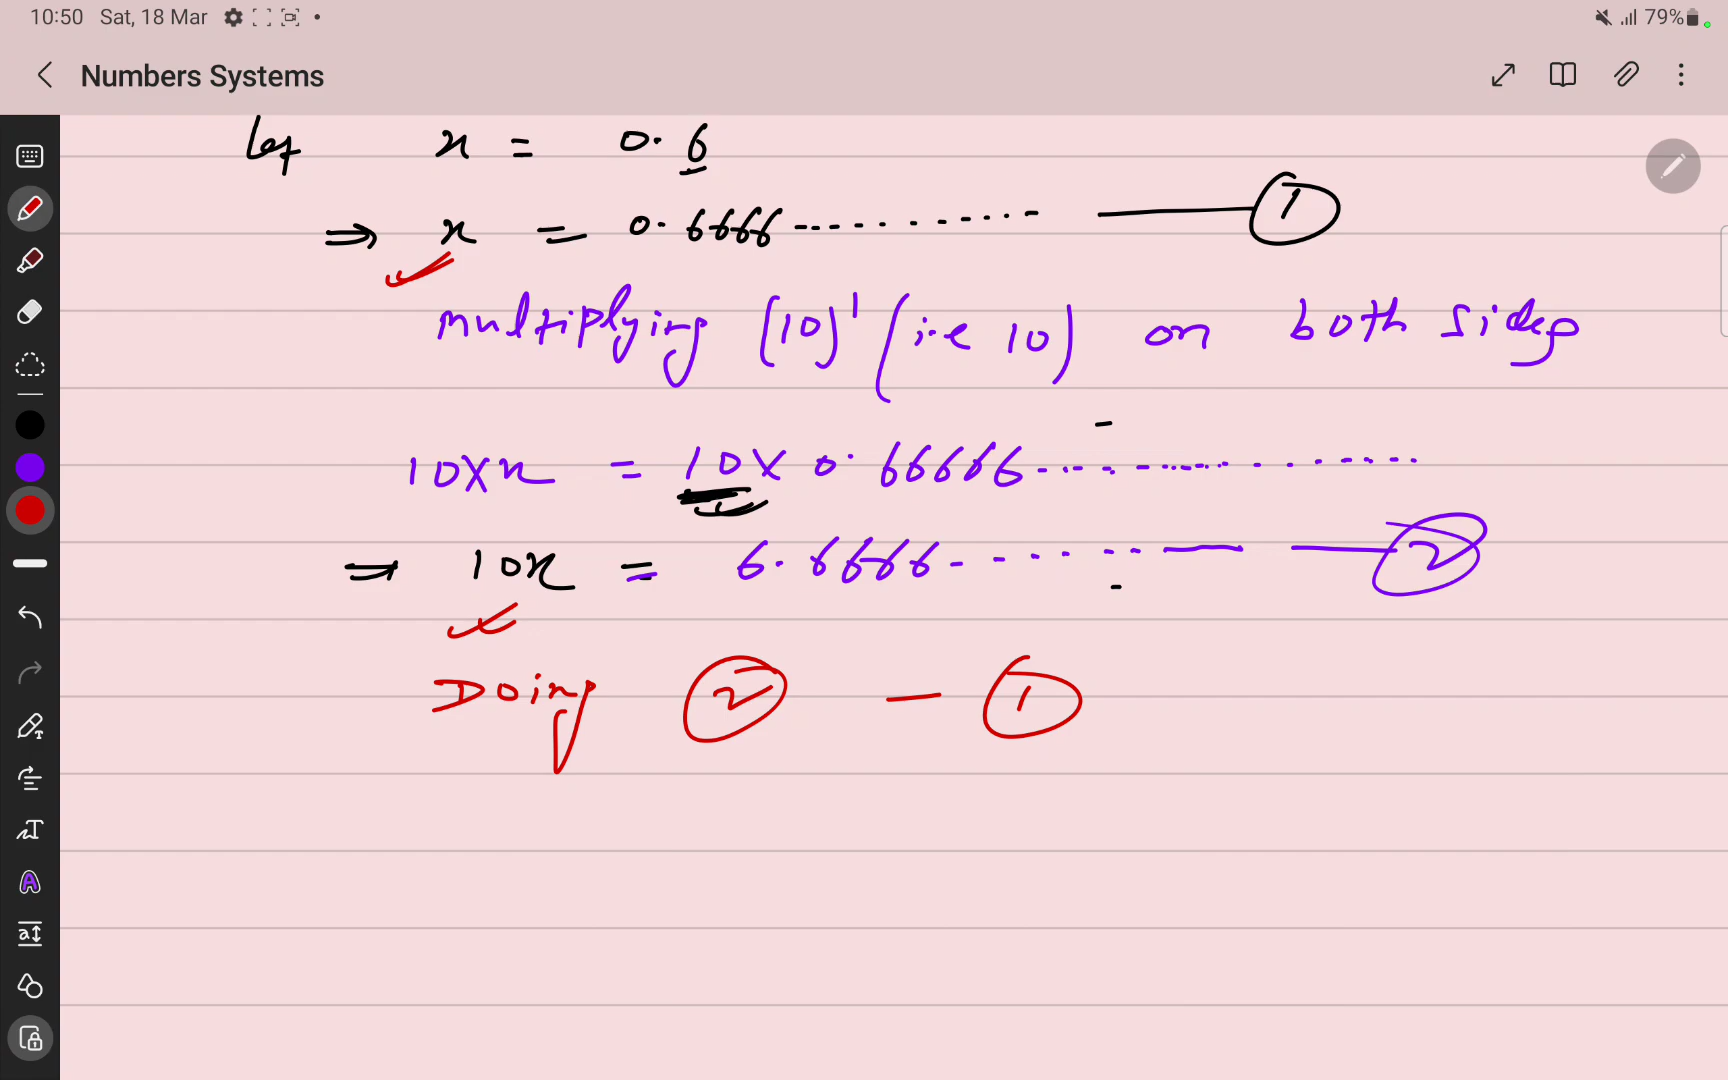 10:50 Sat, 18 Mar
79%
Numbers Systems
Let x = 0.6
⇒ x = 0.6666 ............ —— ①
multiplying (10)¹ (i.e 10) on both sides
10×x = 10× 0.66666 ..................
⇒ 10x = 6.6666 ........ —— ②
Doing ② — ①